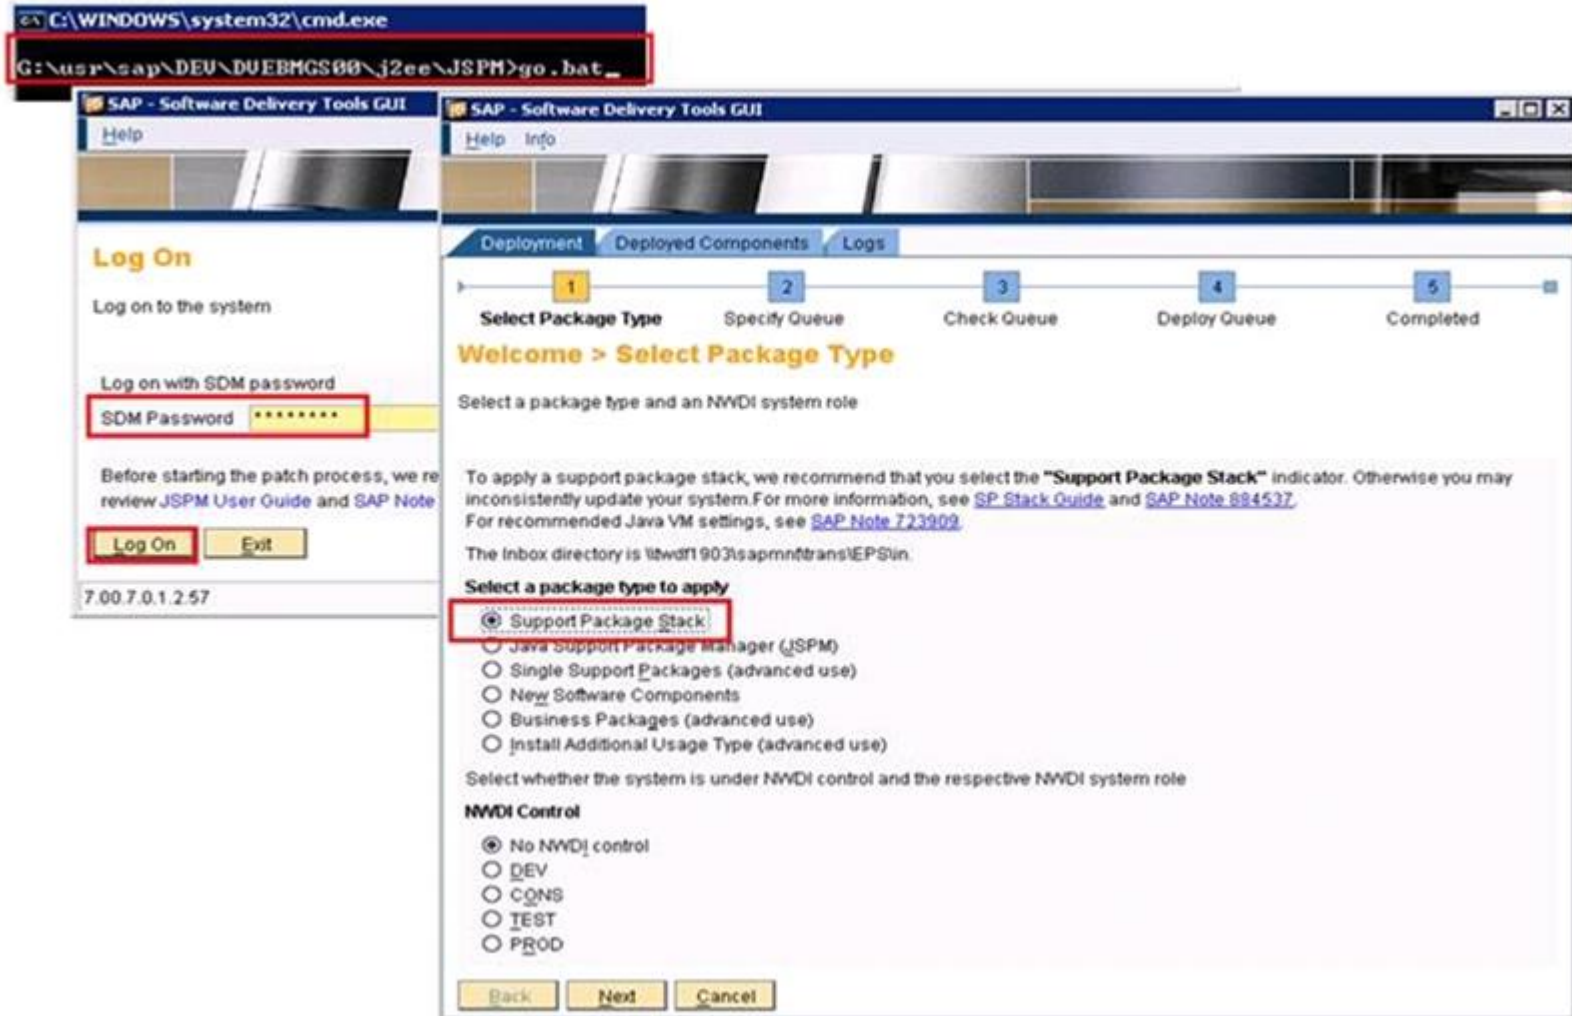 C:\WINDOWS\system32\cmd.exe
G:\usr\sap\DEV\DVEBMGS00\j2ee\JSPM>go.bat_
SAP - Software Delivery Tools GUI
Help
Log On
Log on to the system
Log on with SDM password
SDM Password ********
Before starting the patch process, we re
review JSPM User Guide and SAP Note
Log On Exit
7.00.7.0.1.2.57
SAP - Software Delivery Tools GUI
Help Info
Deployment Deployed Components Logs
1 2 3 4 5
Select Package Type Specify Queue Check Queue Deploy Queue Completed
Welcome > Select Package Type
Select a package type and an NWDI system role
To apply a support package stack, we recommend that you select the "Support Package Stack" indicator. Otherwise you may
inconsistently update your system.For more information, see SP Stack Guide and SAP Note 884537.
For recommended Java VM settings, see SAP Note 723909.
The Inbox directory is \\twdf1903\sapmnt\trans\EPS\in.
Select a package type to apply
Support Package Stack
Java Support Package Manager (JSPM)
Single Support Packages (advanced use)
New Software Components
Business Packages (advanced use)
Install Additional Usage Type (advanced use)
Select whether the system is under NWDI control and the respective NWDI system role
NWDI Control
No NWDI control
DEV
CONS
TEST
PROD
Back Next Cancel